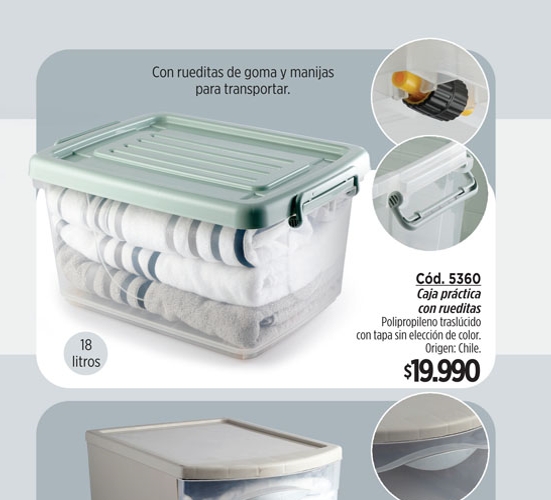 Con rueditas de goma y manijas
para transportar.
18
litros
Cód. 5360
Caja práctica
con rueditas
Polipropileno traslúcido
con tapa sin elección de color.
Origen: Chile.
$19.990